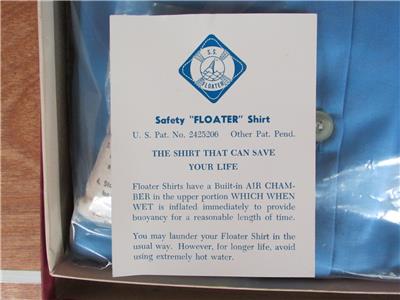 S. S.
FLOATER
Safety "FLOATER" Shirt
U. S. Pat. No. 2425206 Other Pat. Pend.
THE SHIRT THAT CAN SAVE
YOUR LIFE
Floater Shirts have a Built-in AIR CHAM-
BER in the upper portion WHICH WHEN
WET is inflated immediately to provide
buoyancy for a reasonable length of time.
You may launder your Floater Shirt in the
usual way. However, for longer life, avoid
using extremely hot water.